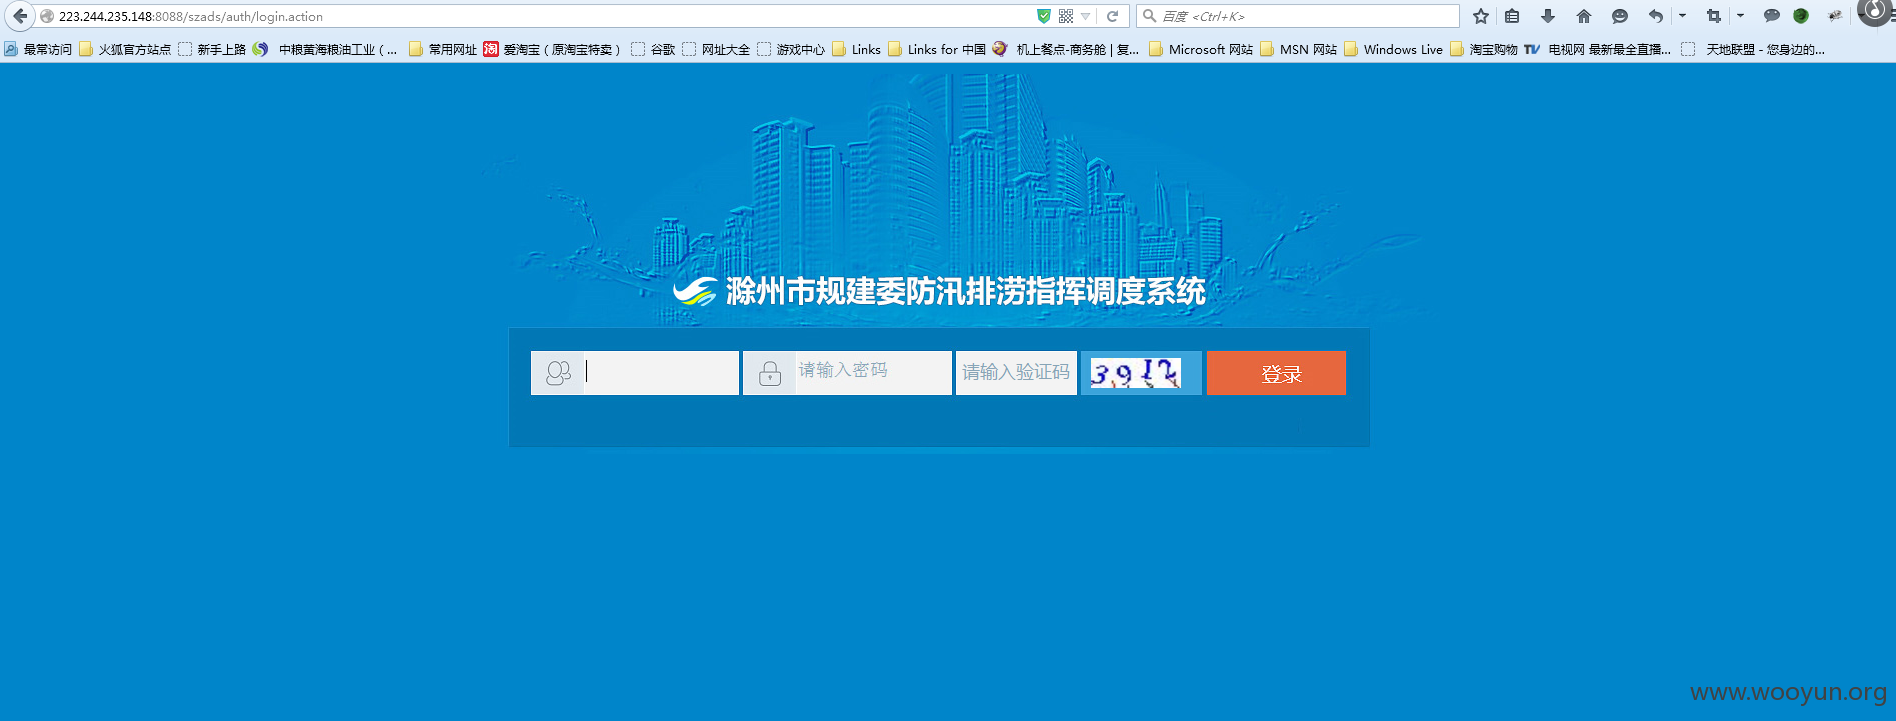 223.244.235.148:8088/szads/auth/login.action
百度 <Ctrl+K>
最常访问 火狐官方站点 新手上路 中粮黄海粮油工业（... 常用网址 淘 爱淘宝（原淘宝特卖） 谷歌 网址大全 游戏中心 Links Links for 中国 机上餐点-商务舱 | 复... Microsoft 网站 MSN 网站 Windows Live 淘宝购物 TV 电视网 最新最全直播... 天地联盟 - 您身边的...
滁州市规建委防汛排涝指挥调度系统
请输入密码 请输入验证码 3912 登录
www.wooyun.org